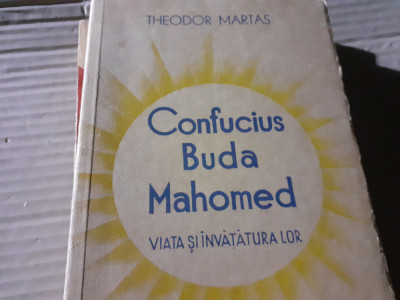 THEODOR MARTAS
Confucius
Buda
Mahomed
VIAȚA ȘI ÎNVĂȚĂTURA LOR